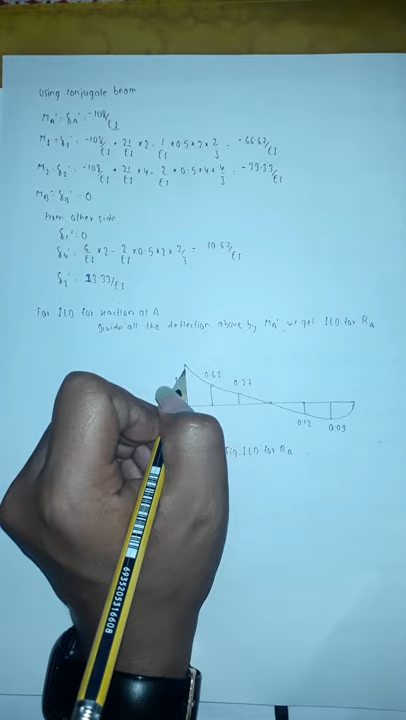 Using conjugate beam
MA' = δA' = -108/EI
M1 = δ1' = -108/EI + 21/EI * 2 - 1/EI * 0.5 * 2 * 2/3 = -66.67/EI
M2 = δ2' = -108/EI + 21/EI * 4 - 2/EI * 0.5 * 4 * 4/3 = -29.33/EI
MB' = δB' = 0
From other side
δc' = 0
δ4' = 6/EI * 2 - 2/EI * 0.5 * 2 * 2/3 = 10.67/EI
δ3' = 13.33/EI
For ILD for reaction at A
Divide all the deflection above by MA', we get ILD for RA
0.62 0.27
0.12 0.09
Fig. ILD for RA
6935205316608